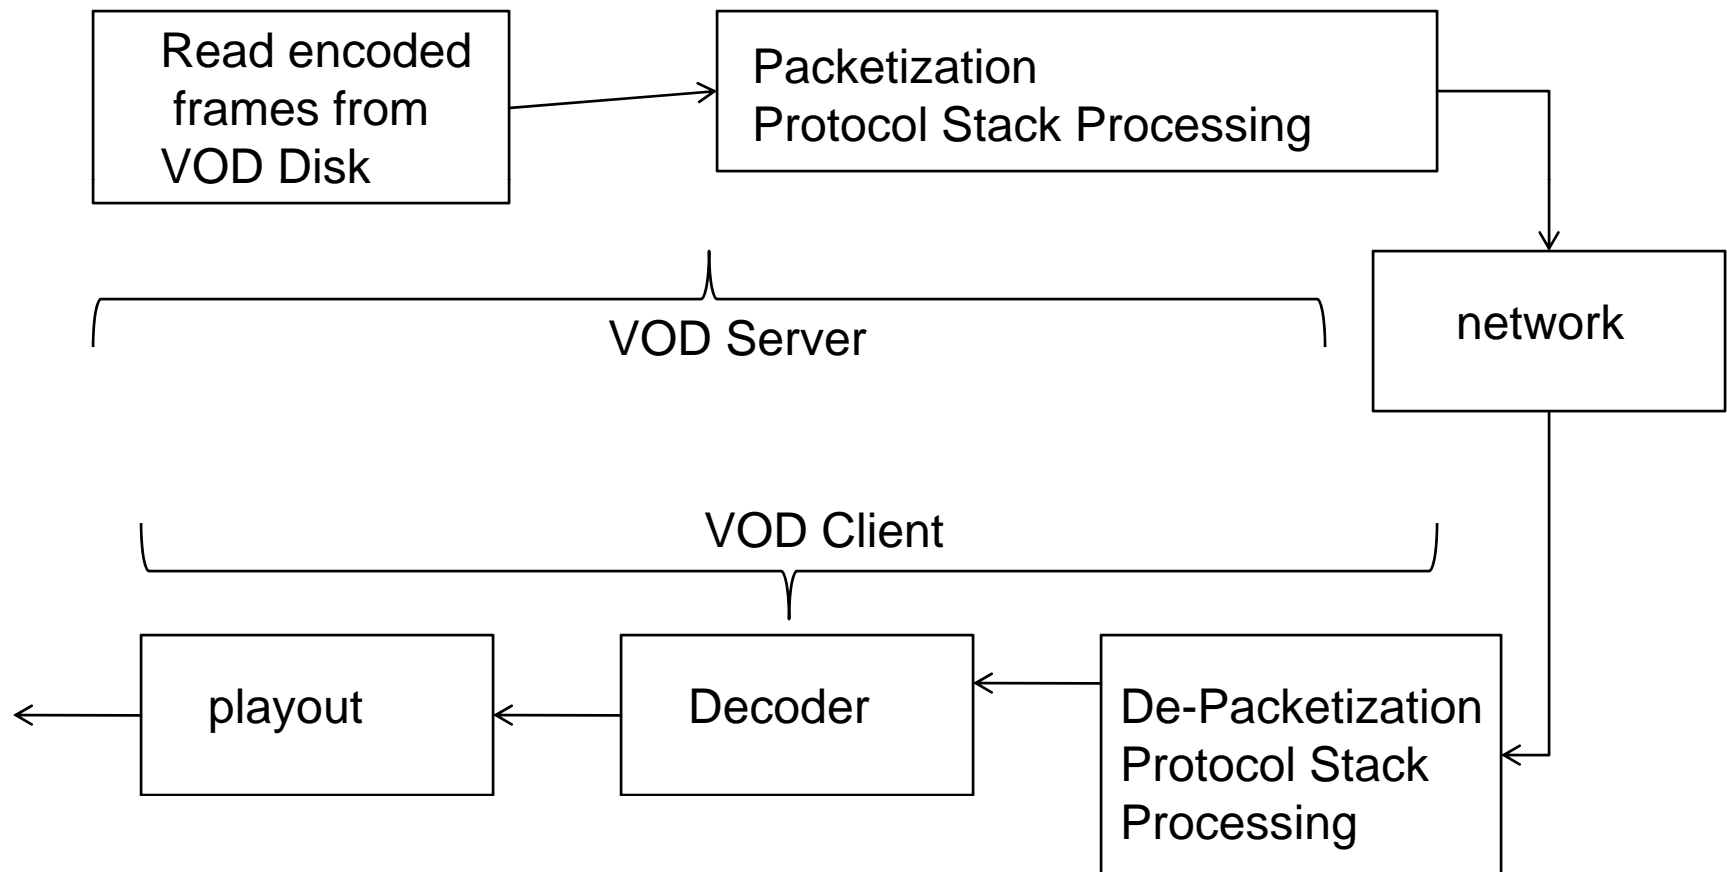 Read encoded
frames from
VOD Disk
Packetization
Protocol Stack Processing
VOD Server
network
VOD Client
playout
Decoder
De-Packetization
Protocol Stack
Processing